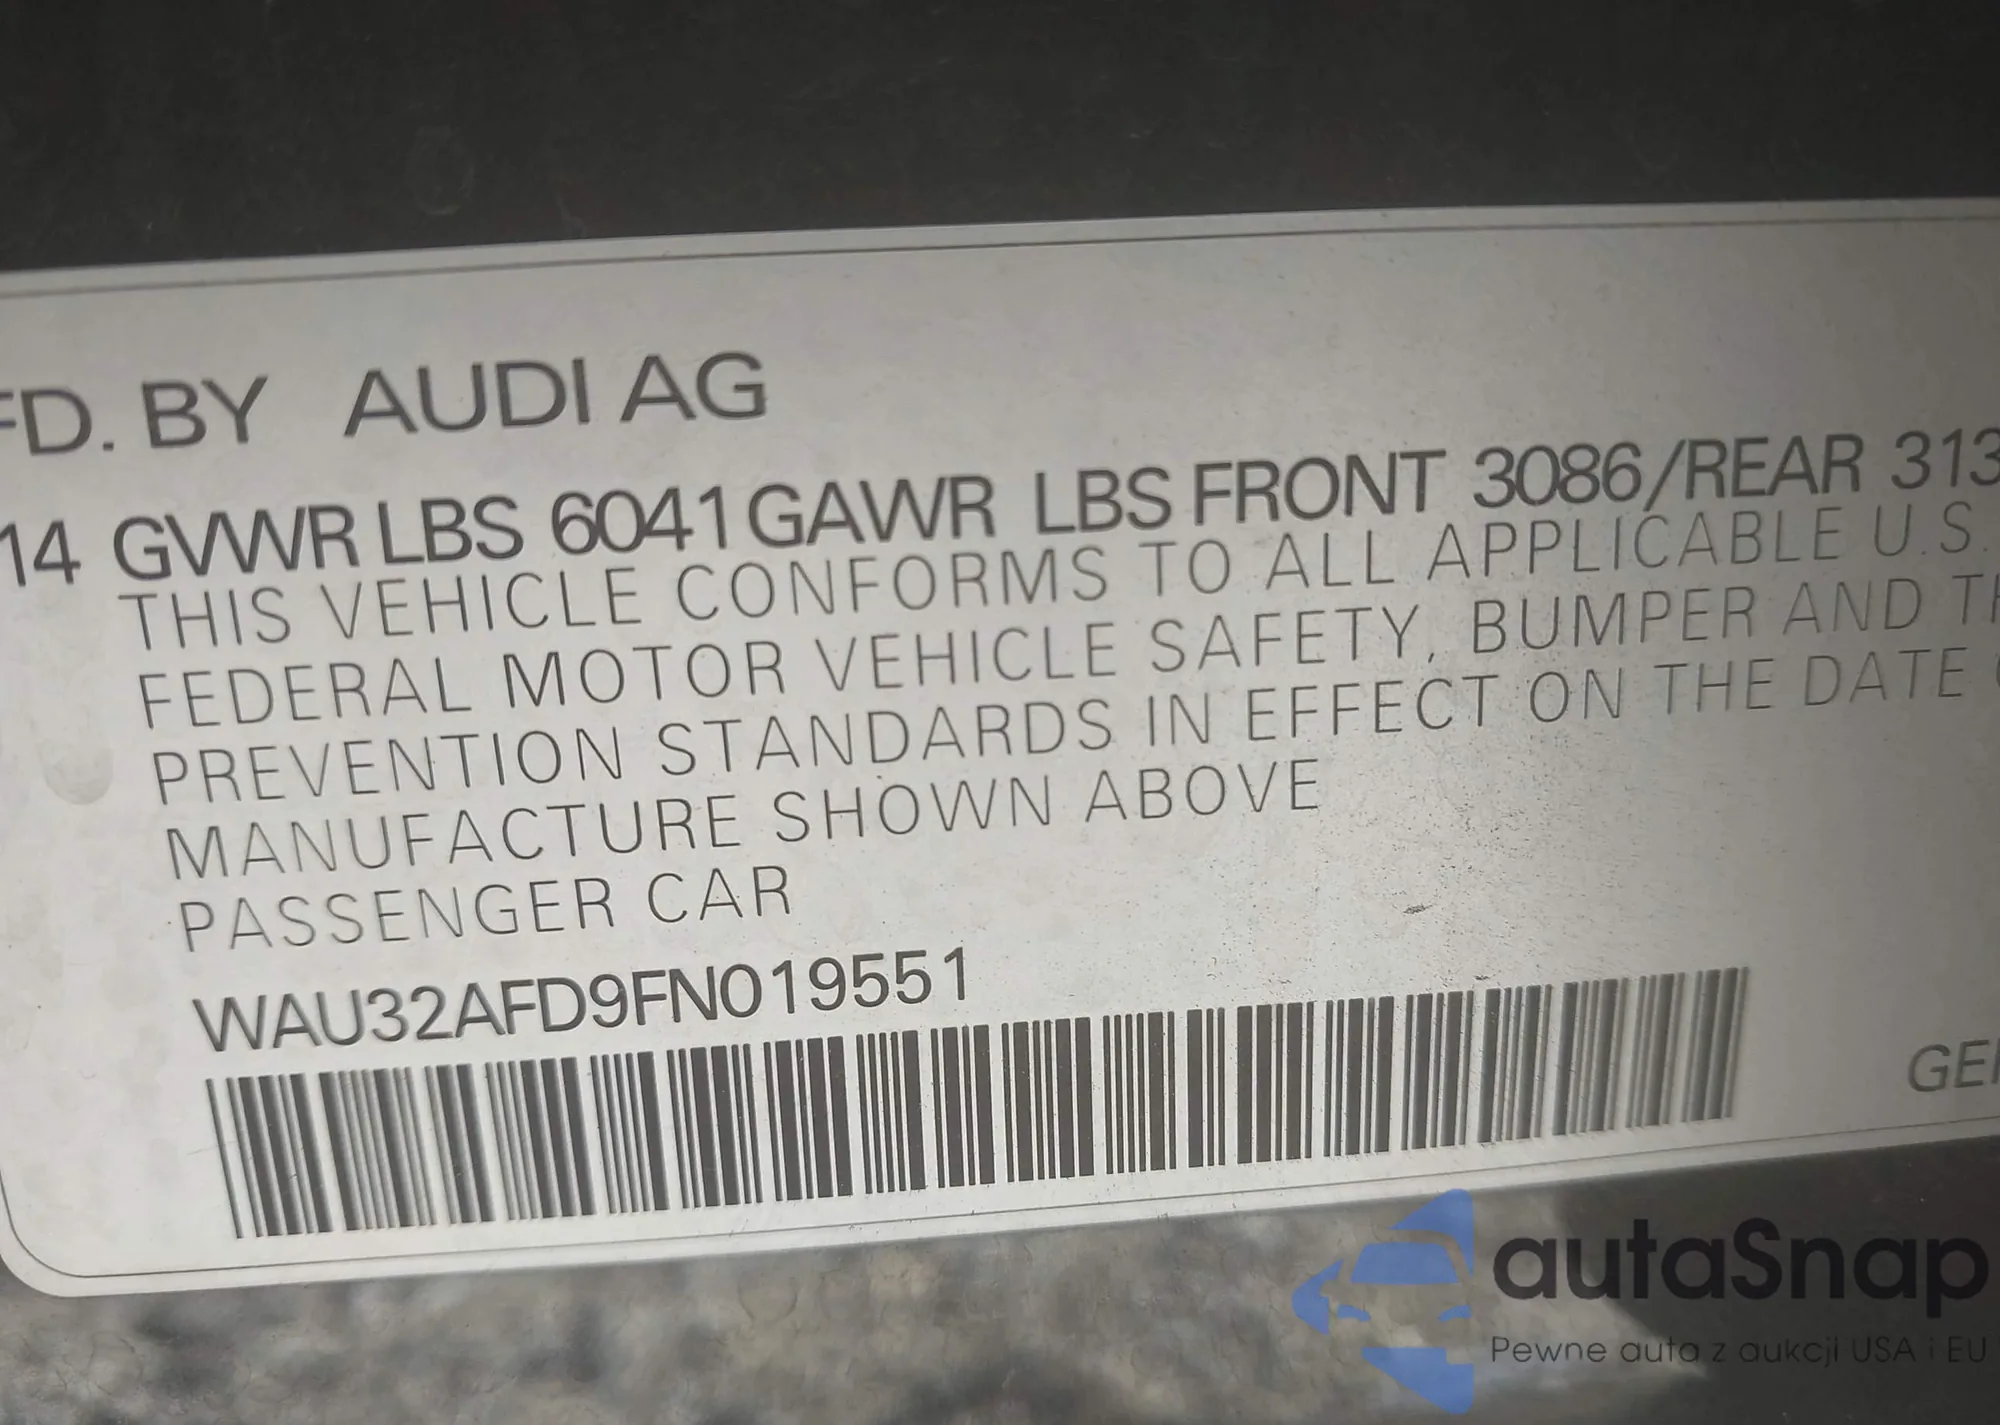 FD. BY AUDI AG
14 GVWR LBS 6041 GAWR LBS FRONT 3086/REAR 313
THIS VEHICLE CONFORMS TO ALL APPLICABLE U.S.
FEDERAL MOTOR VEHICLE SAFETY, BUMPER AND TH
PREVENTION STANDARDS IN EFFECT ON THE DATE
MANUFACTURE SHOWN ABOVE
PASSENGER CAR
WAU32AFD9FN019551
GER
autaSnap
Pewne auta z aukcji USA i EU